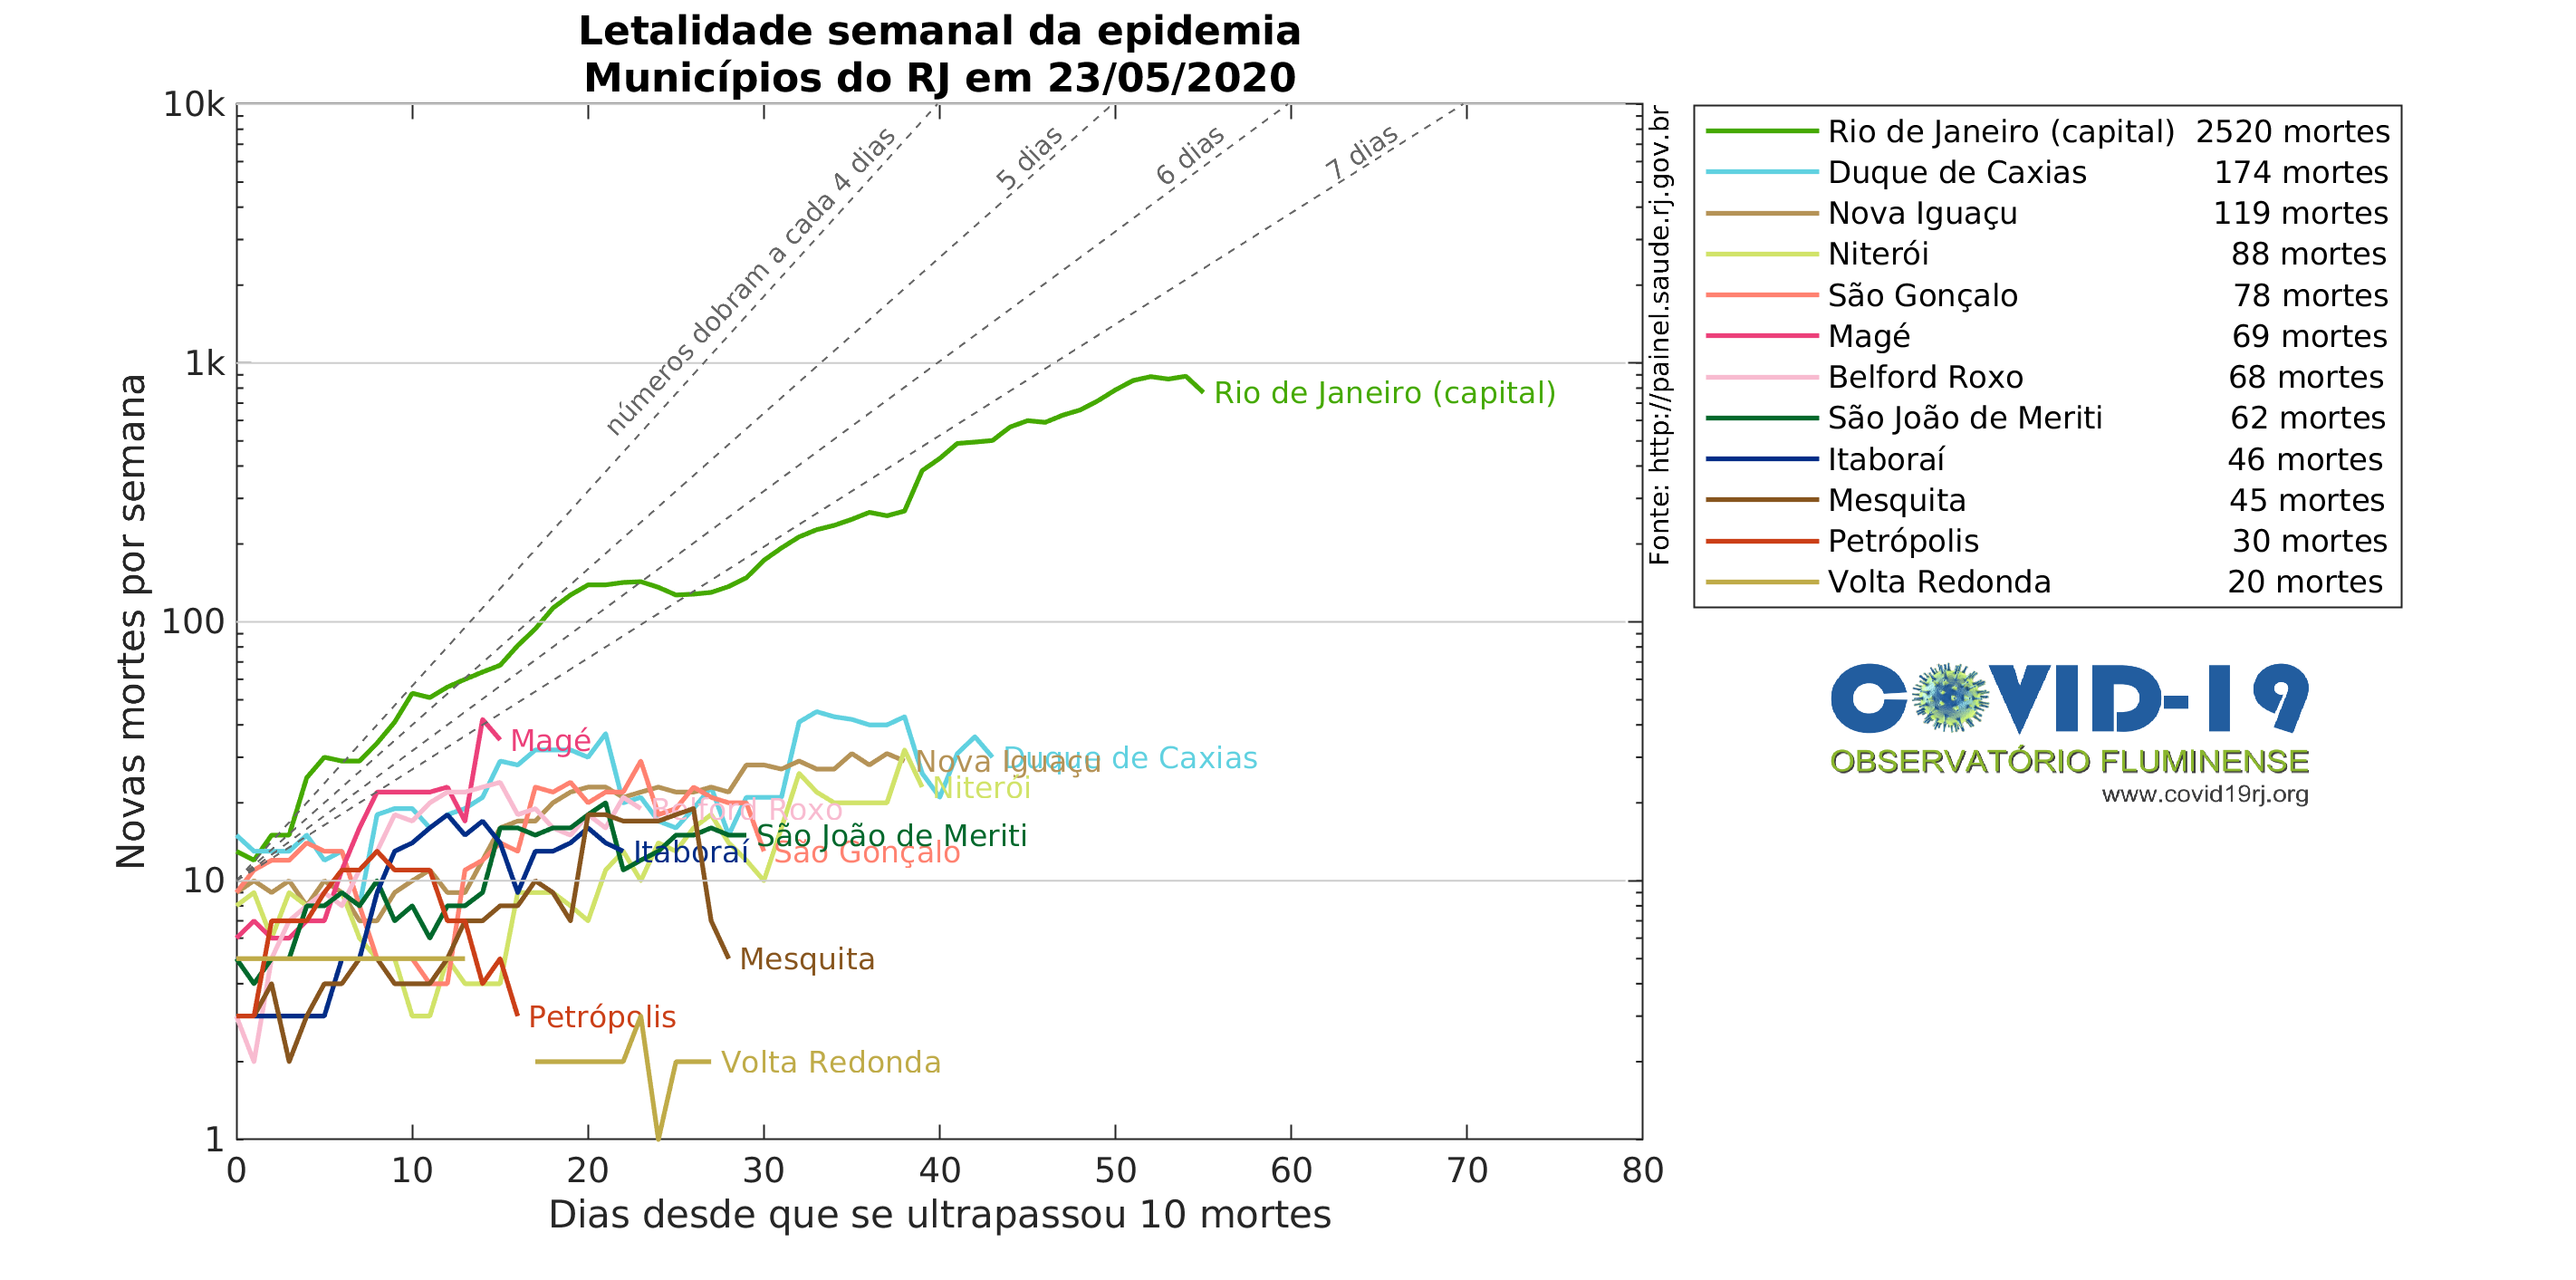 Letalidade semanal da epidemia
Municípios do RJ em 23/05/2020
Novas mortes por semana
10k
1k
100
10
1
0 10 20 30 40 50 60 70 80
Dias desde que se ultrapassou 10 mortes
números dobram a cada 4 dias
5 dias
6 dias
7 dias
Rio de Janeiro (capital)
Magé
Duque de Caxias
Nova Iguaçu
Niterói
Belford Roxo
São João de Meriti
Itaboraí
São Gonçalo
Mesquita
Petrópolis
Volta Redonda
Fonte: http://painel.saude.rj.gov.br
Rio de Janeiro (capital) 2520 mortes
Duque de Caxias 174 mortes
Nova Iguaçu 119 mortes
Niterói 88 mortes
São Gonçalo 78 mortes
Magé 69 mortes
Belford Roxo 68 mortes
São João de Meriti 62 mortes
Itaboraí 46 mortes
Mesquita 45 mortes
Petrópolis 30 mortes
Volta Redonda 20 mortes
COVID-19
OBSERVATÓRIO FLUMINENSE
www.covid19rj.org